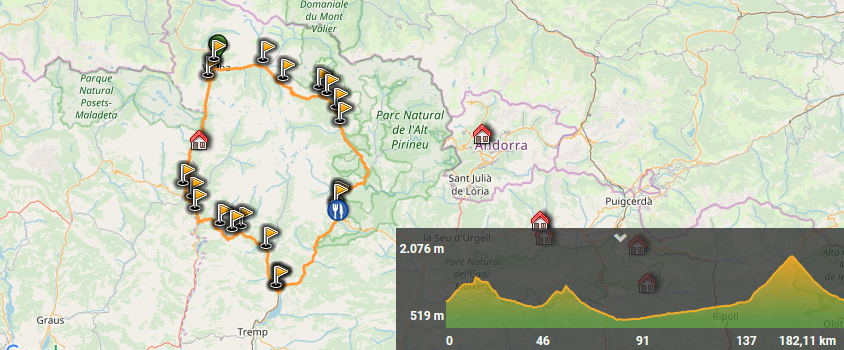 Domaniale
du Mont
Valier
Parque
Natural
Posets-
Maladeta
Parc Natural
de l'Alt
Pirineu
Andorra
Sant Julià
de Lòria
Puigcerdà
la Seu d'Urgell
Parc Natural
del Cadí-
2.076 m
519 m
Graus
Tremp
Ripoll
0
46
91
137
182,11 km